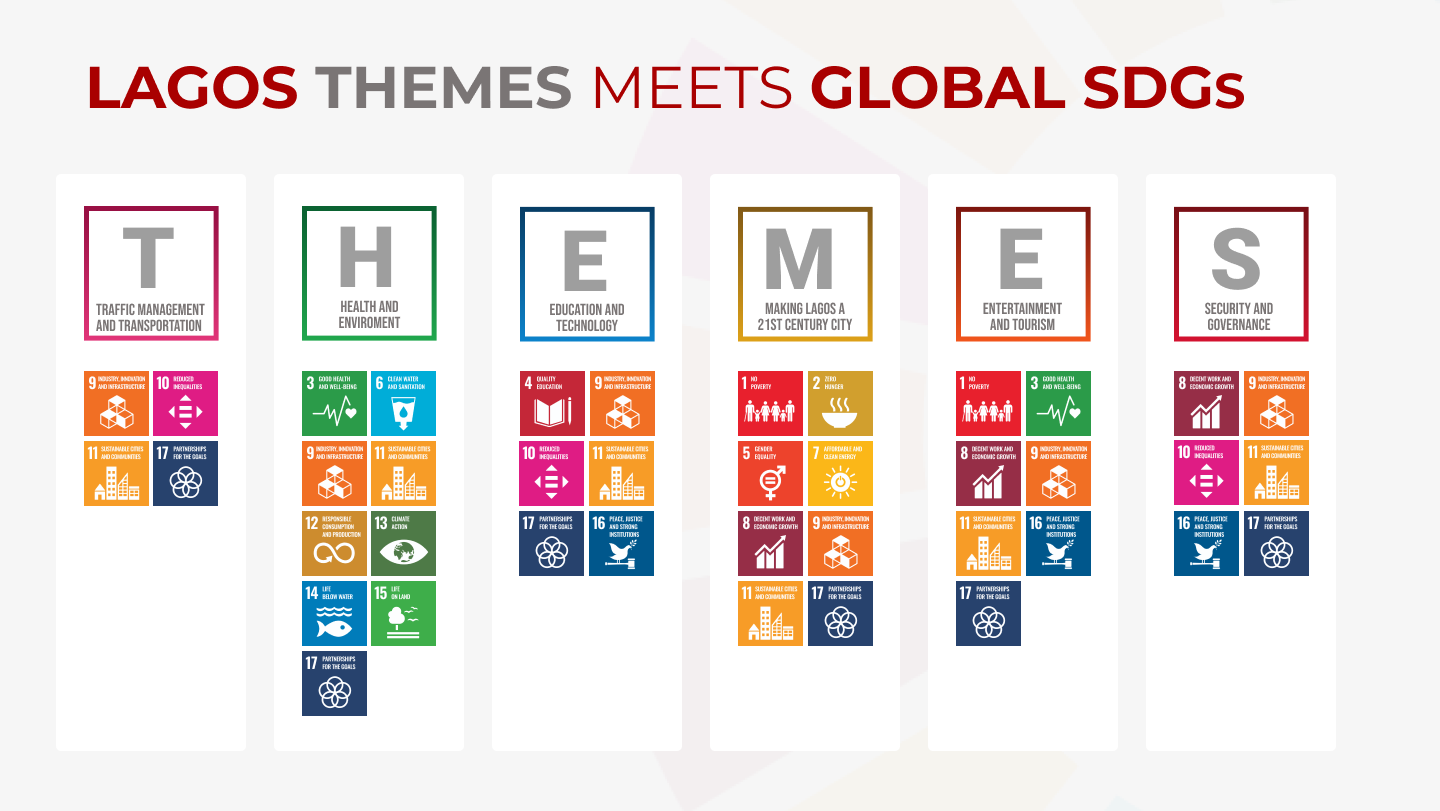 LAGOS THEMES MEETS GLOBAL SDGs
T
TRAFFIC MANAGEMENT
AND TRANSPORTATION
9 INDUSTRY, INNOVATION
AND INFRASTRUCTURE
10 REDUCED
INEQUALITIES
11 SUSTAINABLE CITIES
AND COMMUNITIES
17 PARTNERSHIPS
FOR THE GOALS
H
HEALTH AND
ENVIROMENT
3 GOOD HEALTH
AND WELL-BEING
6 CLEAN WATER
AND SANITATION
9 INDUSTRY, INNOVATION
AND INFRASTRUCTURE
11 SUSTAINABLE CITIES
AND COMMUNITIES
12 RESPONSIBLE
CONSUMPTION
AND PRODUCTION
13 CLIMATE
ACTION
14 LIFE
BELOW WATER
15 LIFE
ON LAND
17 PARTNERSHIPS
FOR THE GOALS
E
EDUCATION AND
TECHNOLOGY
4 QUALITY
EDUCATION
9 INDUSTRY, INNOVATION
AND INFRASTRUCTURE
10 REDUCED
INEQUALITIES
11 SUSTAINABLE CITIES
AND COMMUNITIES
17 PARTNERSHIPS
FOR THE GOALS
16 PEACE, JUSTICE
AND STRONG
INSTITUTIONS
M
MAKING LAGOS A
21ST CENTURY CITY
1 NO
POVERTY
2 ZERO
HUNGER
5 GENDER
EQUALITY
7 AFFORDABLE AND
CLEAN ENERGY
8 DECENT WORK AND
ECONOMIC GROWTH
9 INDUSTRY, INNOVATION
AND INFRASTRUCTURE
11 SUSTAINABLE CITIES
AND COMMUNITIES
17 PARTNERSHIPS
FOR THE GOALS
E
ENTERTAINMENT
AND TOURISM
1 NO
POVERTY
3 GOOD HEALTH
AND WELL-BEING
8 DECENT WORK AND
ECONOMIC GROWTH
9 INDUSTRY, INNOVATION
AND INFRASTRUCTURE
11 SUSTAINABLE CITIES
AND COMMUNITIES
16 PEACE, JUSTICE
AND STRONG
INSTITUTIONS
17 PARTNERSHIPS
FOR THE GOALS
S
SECURITY AND
GOVERNANCE
8 DECENT WORK AND
ECONOMIC GROWTH
9 INDUSTRY, INNOVATION
AND INFRASTRUCTURE
10 REDUCED
INEQUALITIES
11 SUSTAINABLE CITIES
AND COMMUNITIES
16 PEACE, JUSTICE
AND STRONG
INSTITUTIONS
17 PARTNERSHIPS
FOR THE GOALS